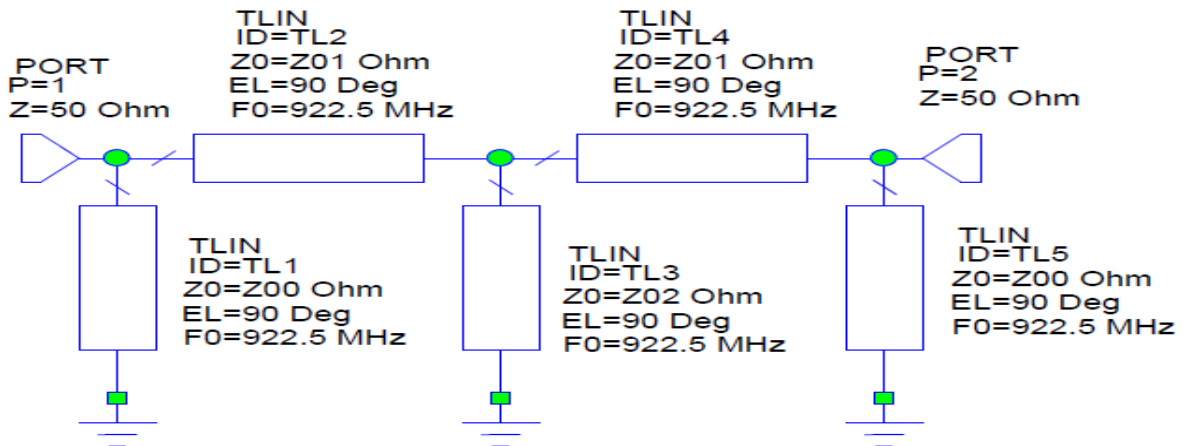 PORT
P=1
Z=50 Ohm
TLIN
ID=TL2
Z0=Z01 Ohm
EL=90 Deg
F0=922.5 MHz
TLIN
ID=TL4
Z0=Z01 Ohm
EL=90 Deg
F0=922.5 MHz
PORT
P=2
Z=50 Ohm
TLIN
ID=TL1
Z0=Z00 Ohm
EL=90 Deg
F0=922.5 MHz
TLIN
ID=TL3
Z0=Z02 Ohm
EL=90 Deg
F0=922.5 MHz
TLIN
ID=TL5
Z0=Z00 Ohm
EL=90 Deg
F0=922.5 MHz